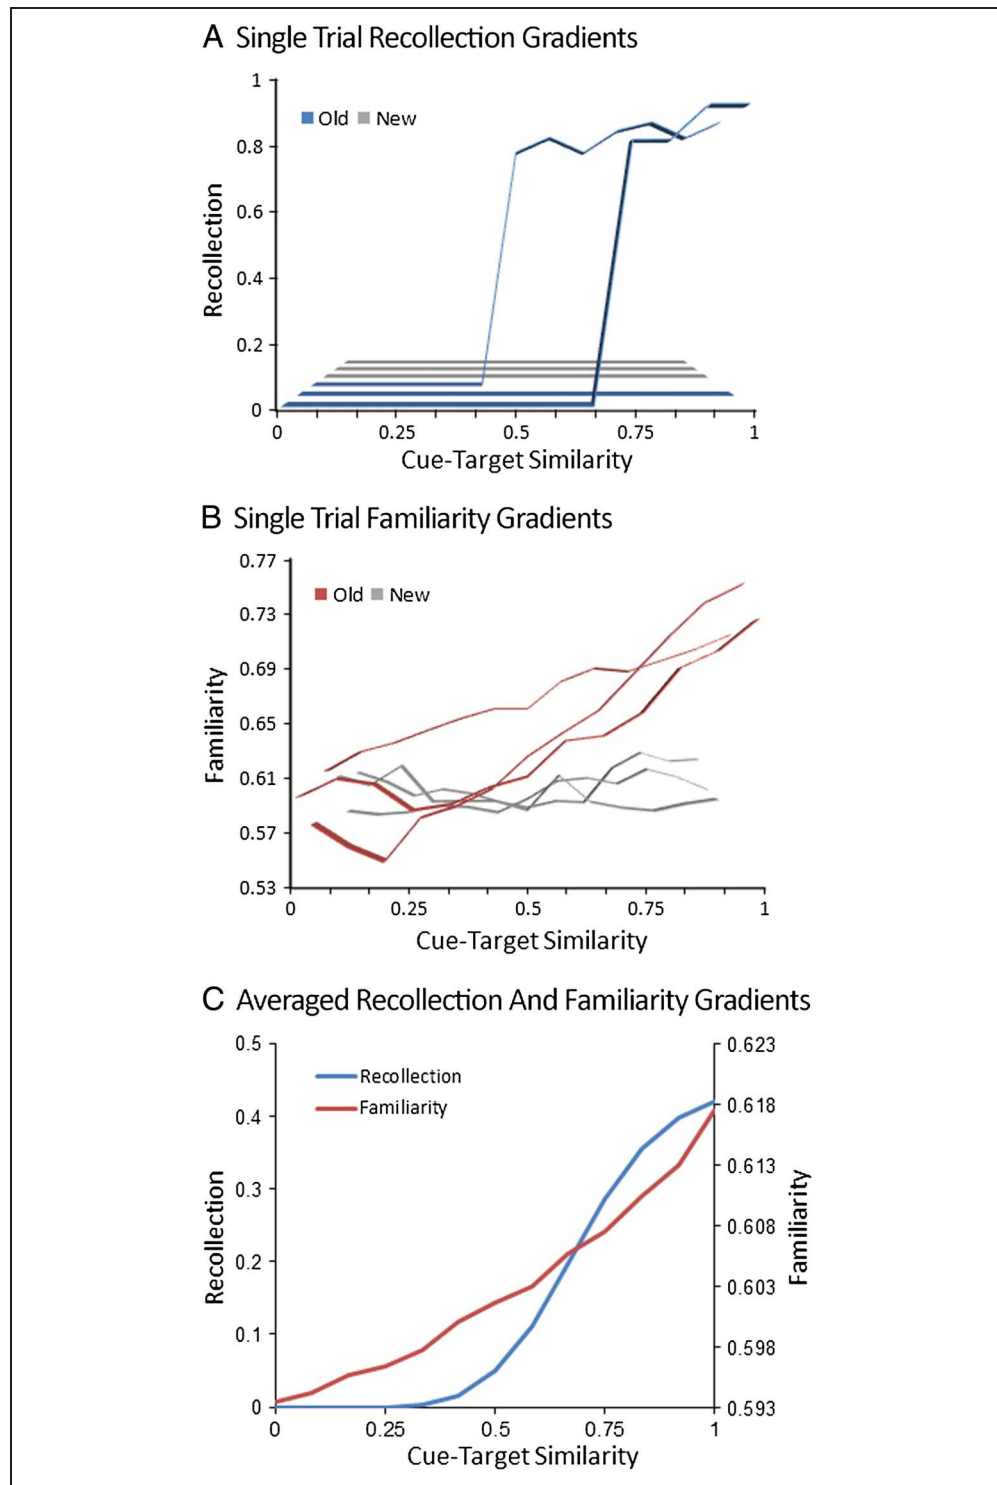 A Single Trial Recollection Gradients
1
Old New
0.8
0.6
0.4
0.2
0
Recollection
0 0.25 0.5 0.75 1
Cue-Target Similarity
B Single Trial Familiarity Gradients
0.77
Old New
0.73
0.69
0.65
0.61
0.57
0.53
Familiarity
0 0.25 0.5 0.75 1
Cue-Target Similarity
C Averaged Recollection And Familiarity Gradients
0.5
0.4
0.3
0.2
0.1
0
Recollection
Recollection
Familiarity
0.623
0.618
0.613
0.608
0.603
0.598
0.593
Familiarity
0 0.25 0.5 0.75 1
Cue-Target Similarity